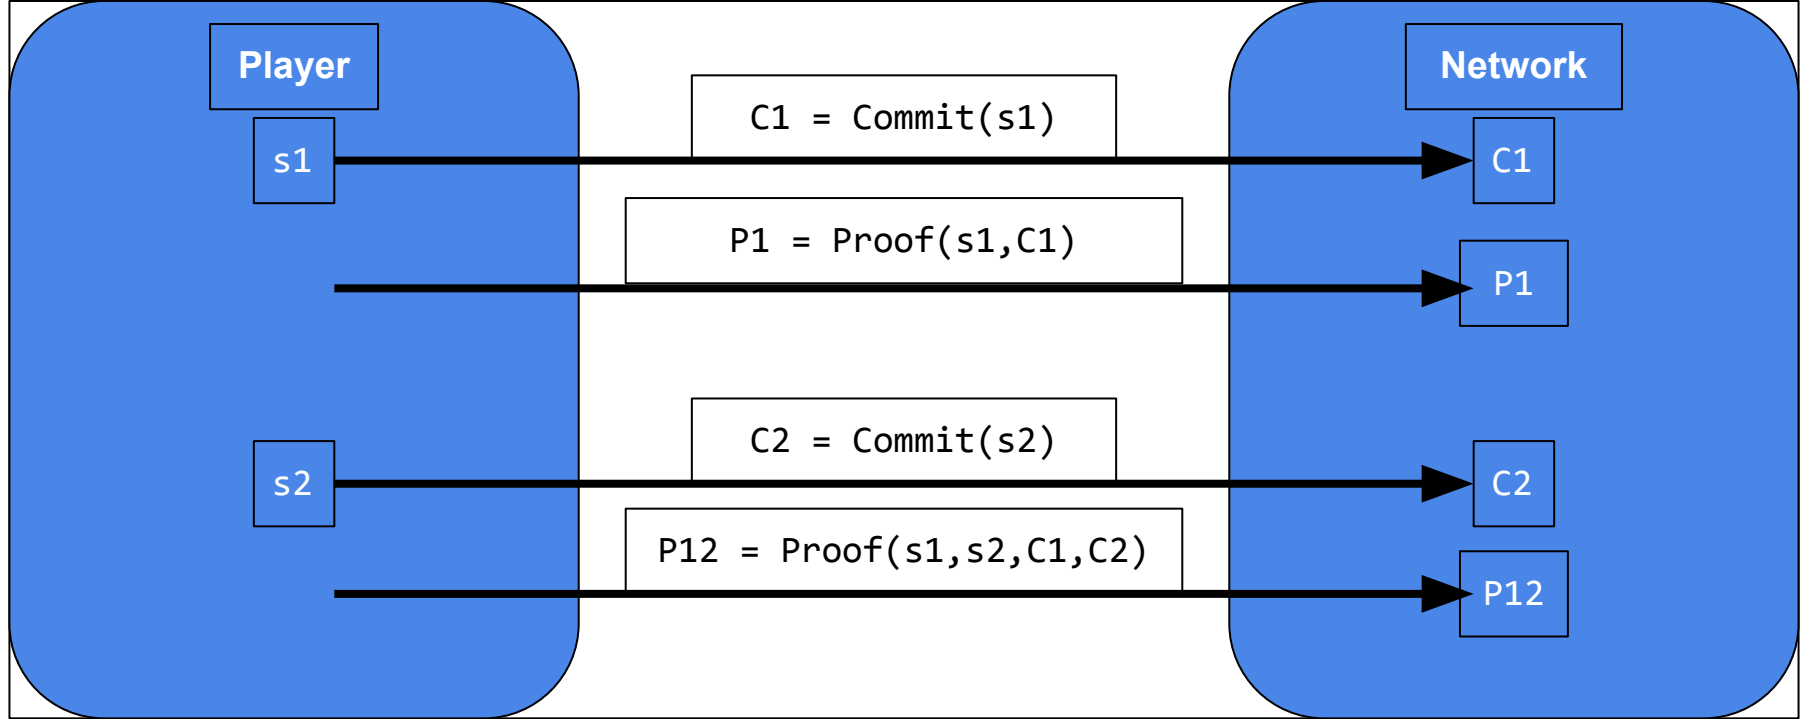 Player
Network
C1 = Commit(s1)
s1
C1
P1 = Proof(s1,C1)
P1
C2 = Commit(s2)
s2
C2
P12 = Proof(s1,s2,C1,C2)
P12